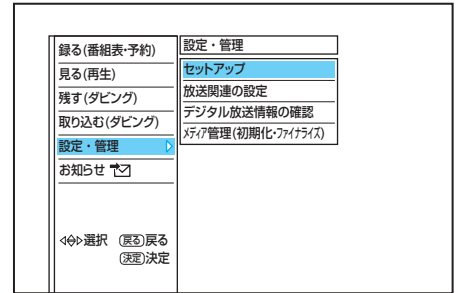 録る(番組表・予約)
見る(再生)
残す(ダビング)
取り込む(ダビング)
設定・管理
お知らせ
選択 戻る戻る
決定決定
設定・管理
セットアップ
放送関連の設定
デジタル放送情報の確認
メディア管理(初期化・ファイナライズ)